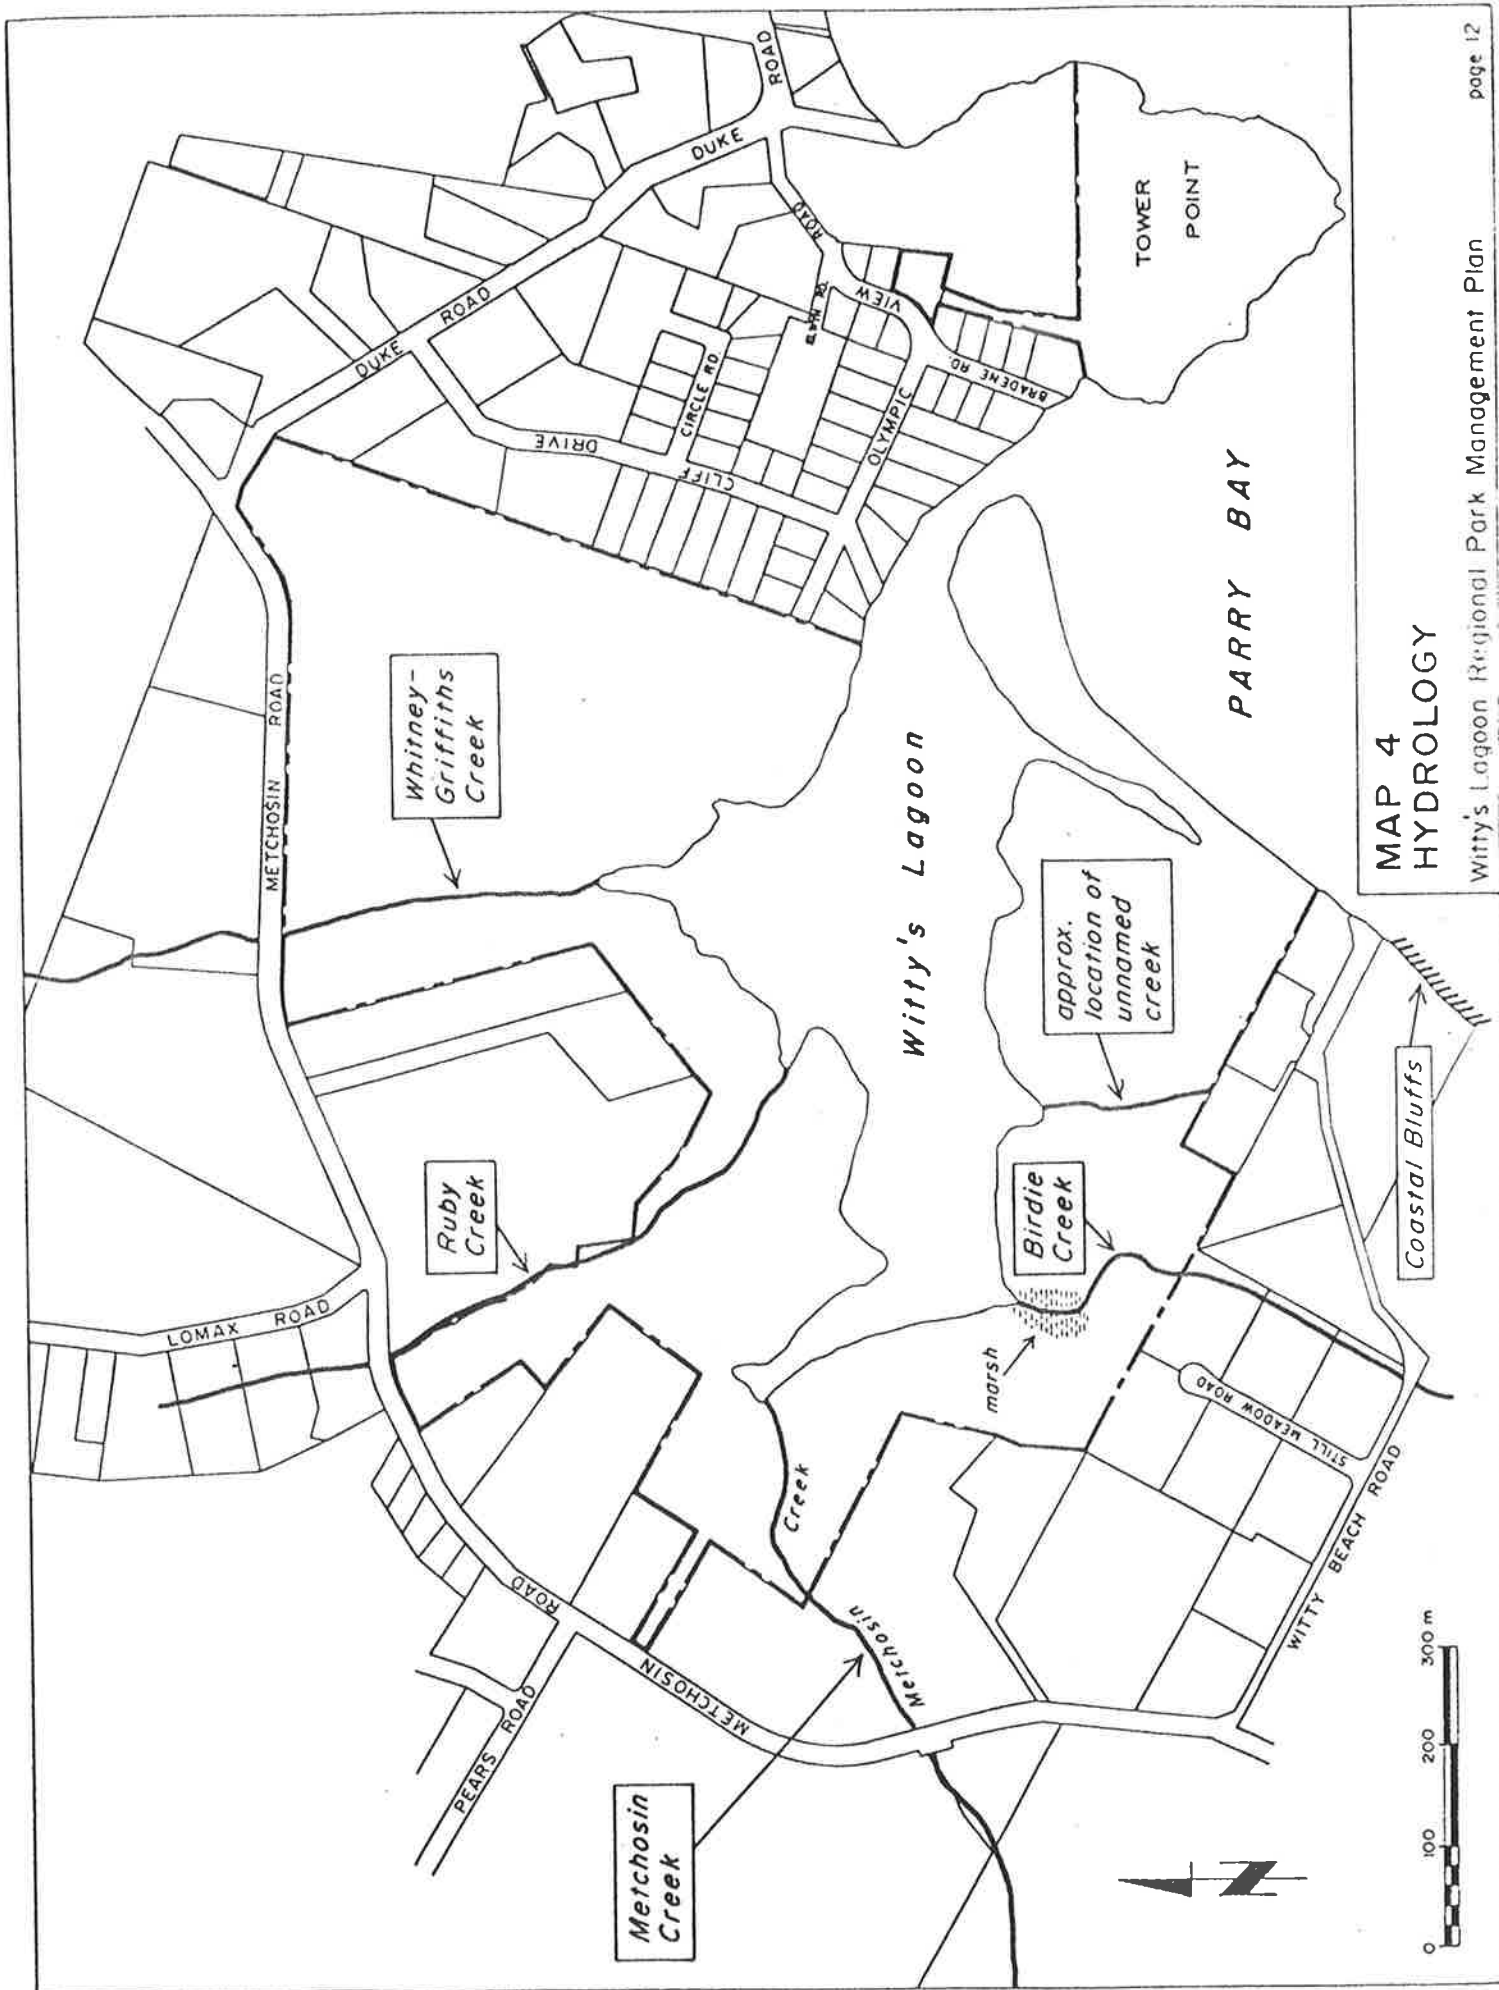 ROAD
DUKE
ROAD
VIEW
DUKE ROAD
CIRCLE RD.
DRIVE
CLIFF
OLYMPIC
BRADENE RD.
TOWER
POINT
METCHOSIN ROAD
Whitney-
Griffiths
Creek
Witty's Lagoon
PARRY BAY
LOMAX ROAD
Ruby
Creek
approx.
location of
unnamed
creek
Birdie
Creek
marsh
Coastal Bluffs
STILL MEADOW ROAD
WITTY BEACH ROAD
PEARS ROAD
METCHOSIN ROAD
Metchosin Creek
Metchosin
Creek
N
0 100 200 300 m
MAP 4
HYDROLOGY
Witty's Lagoon Regional Park Management Plan page 12